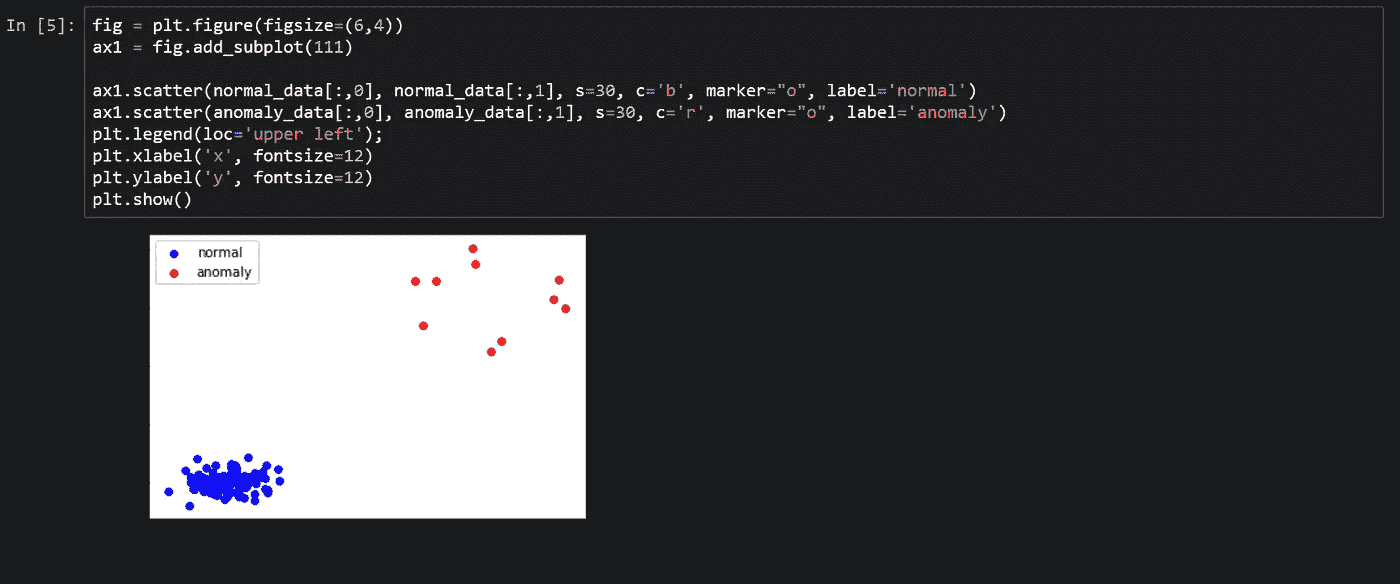 In [5]:
fig = plt.figure(figsize=(6,4))
ax1 = fig.add_subplot(111)
ax1.scatter(normal_data[:,0], normal_data[:,1], s=30, c='b', marker="o", label='normal')
ax1.scatter(anomaly_data[:,0], anomaly_data[:,1], s=30, c='r', marker="o", label='anomaly')
plt.legend(loc='upper left');
plt.xlabel('x', fontsize=12)
plt.ylabel('y', fontsize=12)
plt.show()
normal
anomaly